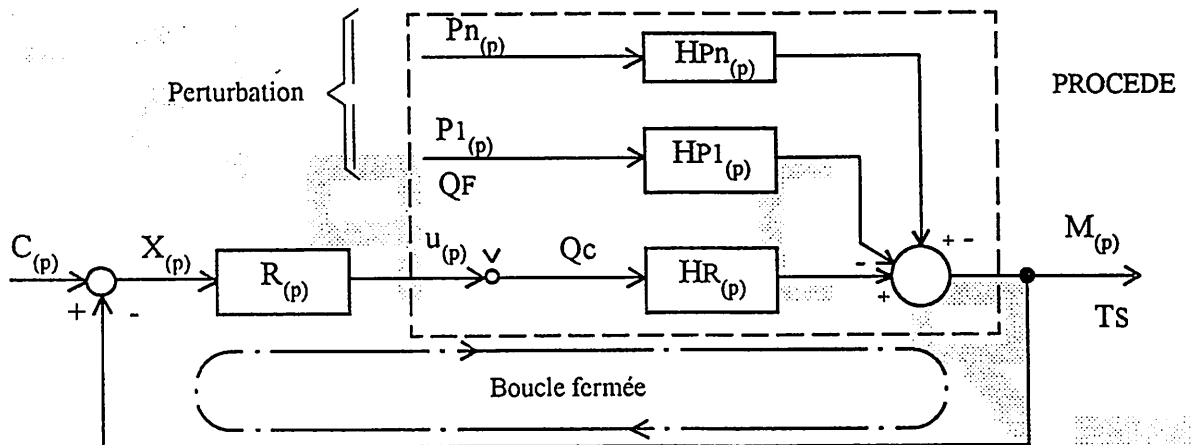 Pn(p)
HPn(p)
PROCEDE
Perturbation
P1(p)
HP1(p)
QF
C(p)
X(p)
R(p)
u(p)
v
Qc
HR(p)
+ -
-
+
M(p)
TS
+ -
Boucle fermée